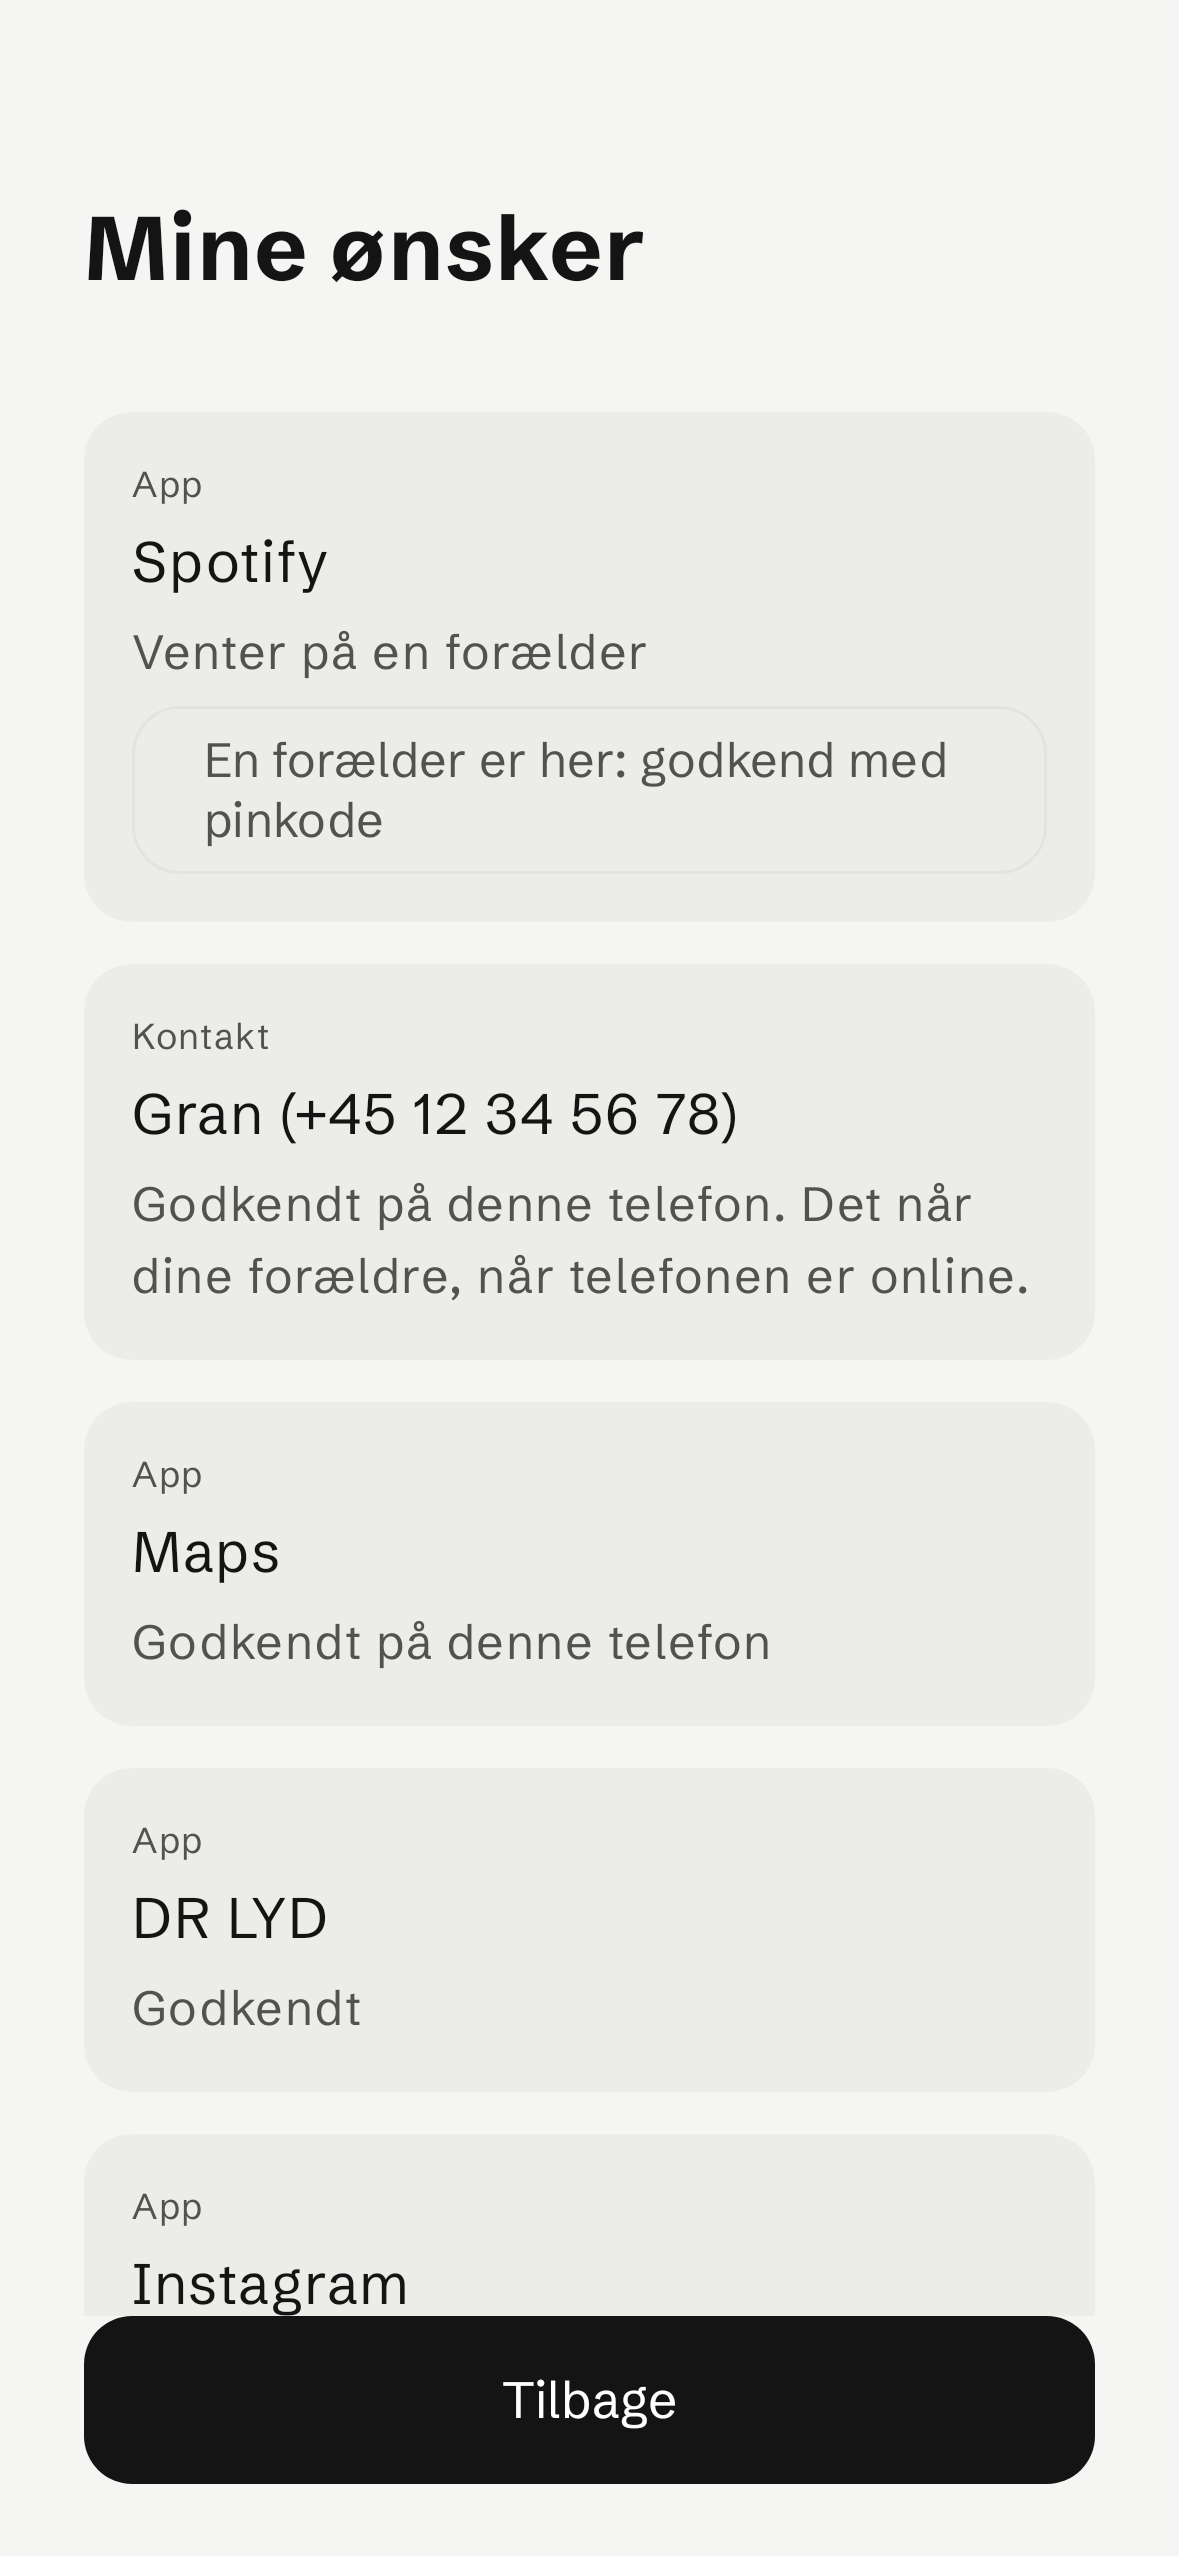 Mine ønsker
App
Spotify
Venter på en forælder
En forælder er her: godkend med
pinkode
Kontakt
Gran (+45 12 34 56 78)
Godkendt på denne telefon. Det når
dine forældre, når telefonen er online.
App
Maps
Godkendt på denne telefon
App
DR LYD
Godkendt
App
Instagram
Tilbage